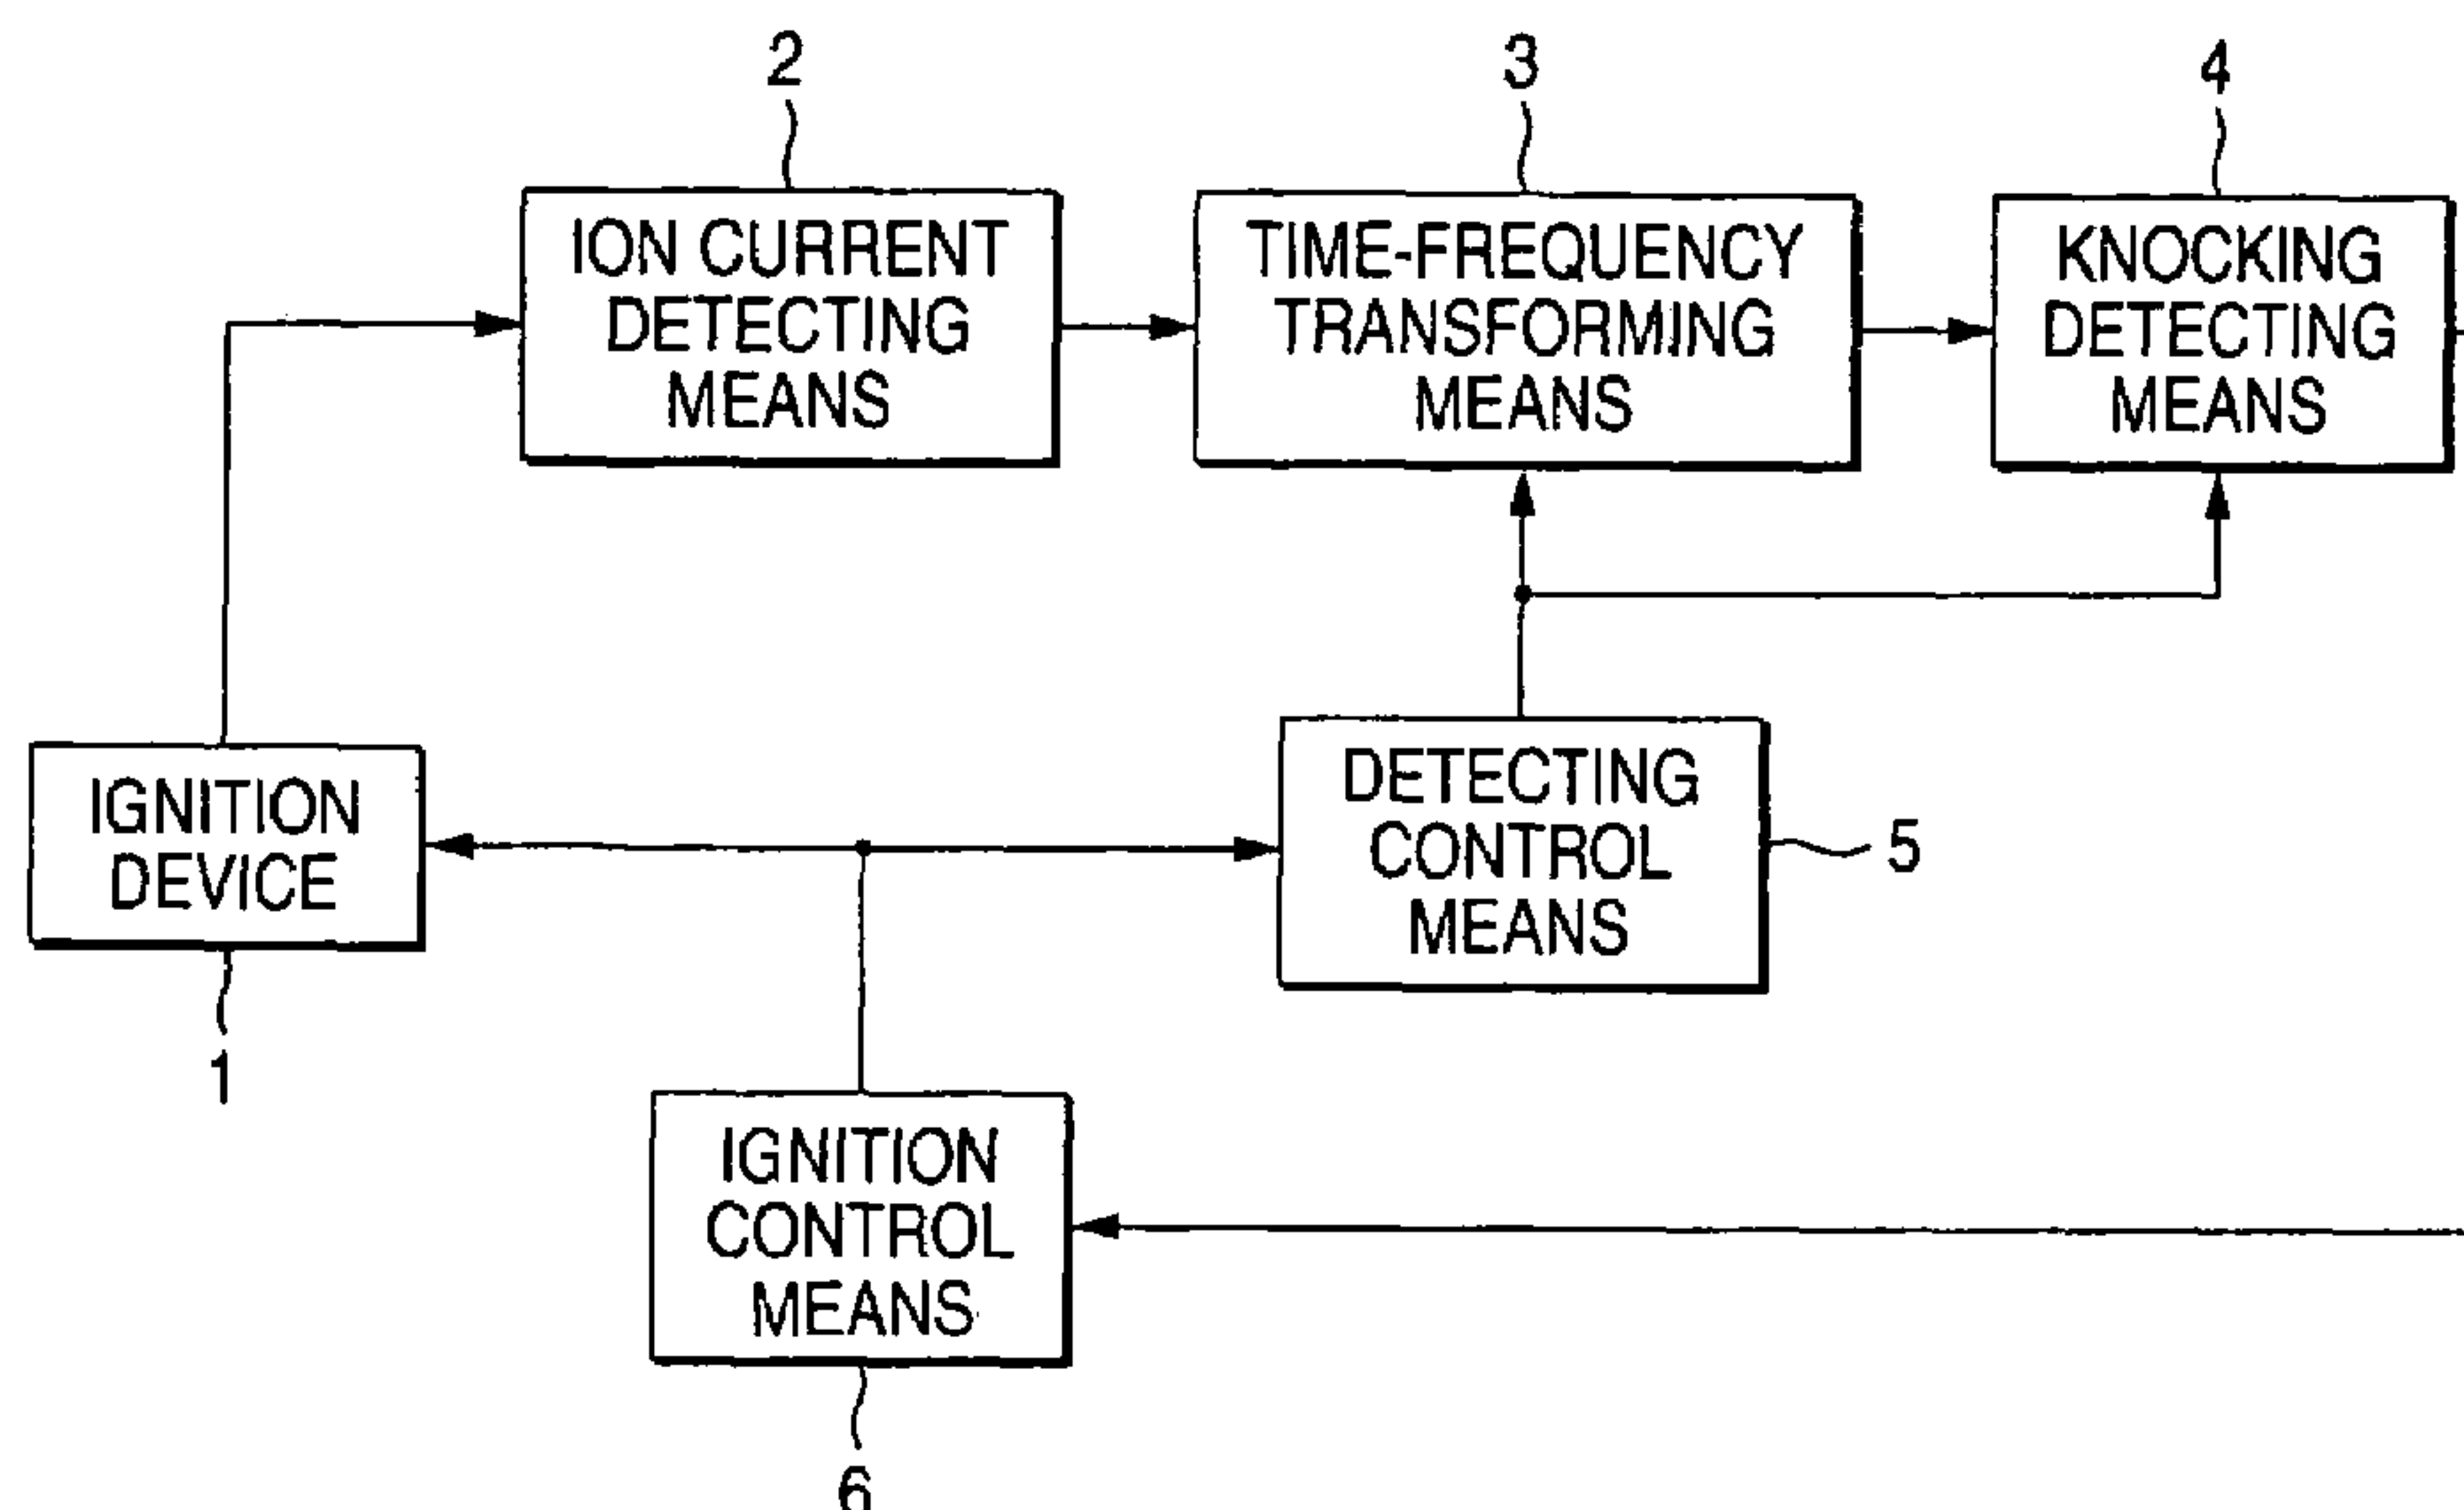 2
3
4
ION CURRENT
DETECTING
MEANS
TIME-FREQUENCY
TRANSFORMING
MEANS
KNOCKING
DETECTING
MEANS
IGNITION
DEVICE
1
DETECTING
CONTROL
MEANS
5
IGNITION
CONTROL
MEANS
6